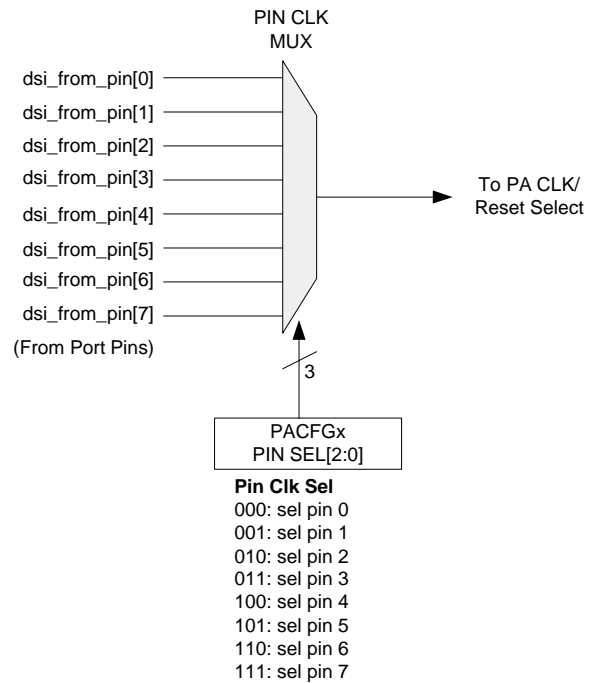 PIN CLK
MUX
dsi_from_pin[0]
dsi_from_pin[1]
dsi_from_pin[2]
dsi_from_pin[3]
dsi_from_pin[4]
dsi_from_pin[5]
dsi_from_pin[6]
dsi_from_pin[7]
(From Port Pins)
To PA CLK/
Reset Select
3
PACFGx
PIN SEL[2:0]
Pin Clk Sel
000: sel pin 0
001: sel pin 1
010: sel pin 2
011: sel pin 3
100: sel pin 4
101: sel pin 5
110: sel pin 6
111: sel pin 7